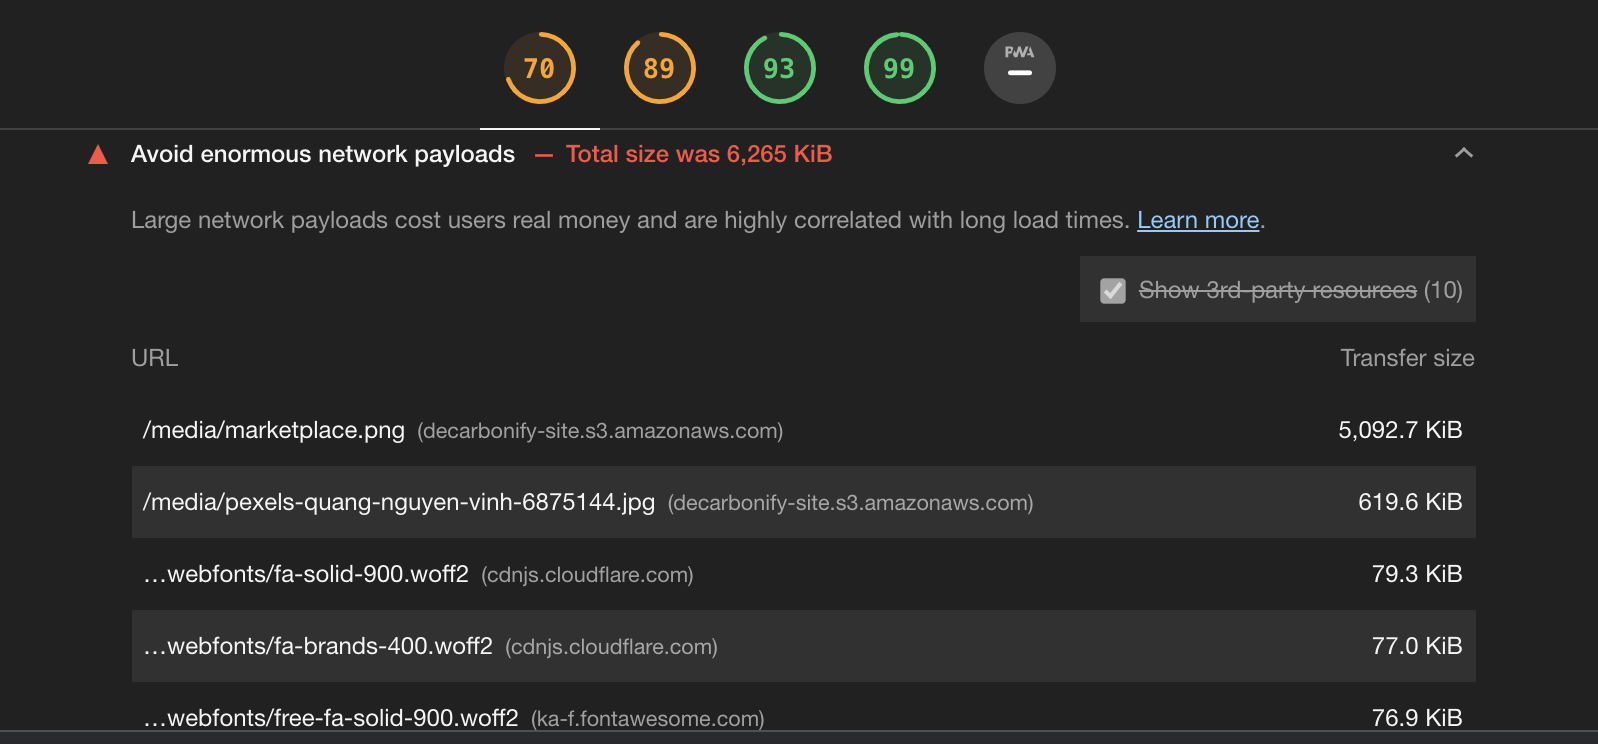 70 89 93 99 PWA
Avoid enormous network payloads — Total size was 6,265 KiB
Large network payloads cost users real money and are highly correlated with long load times. Learn more.
Show 3rd-party resources (10)
URL Transfer size
/media/marketplace.png (decarbonify-site.s3.amazonaws.com) 5,092.7 KiB
/media/pexels-quang-nguyen-vinh-6875144.jpg (decarbonify-site.s3.amazonaws.com) 619.6 KiB
…webfonts/fa-solid-900.woff2 (cdnjs.cloudflare.com) 79.3 KiB
…webfonts/fa-brands-400.woff2 (cdnjs.cloudflare.com) 77.0 KiB
…webfonts/free-fa-solid-900.woff2 (ka-f.fontawesome.com) 76.9 KiB